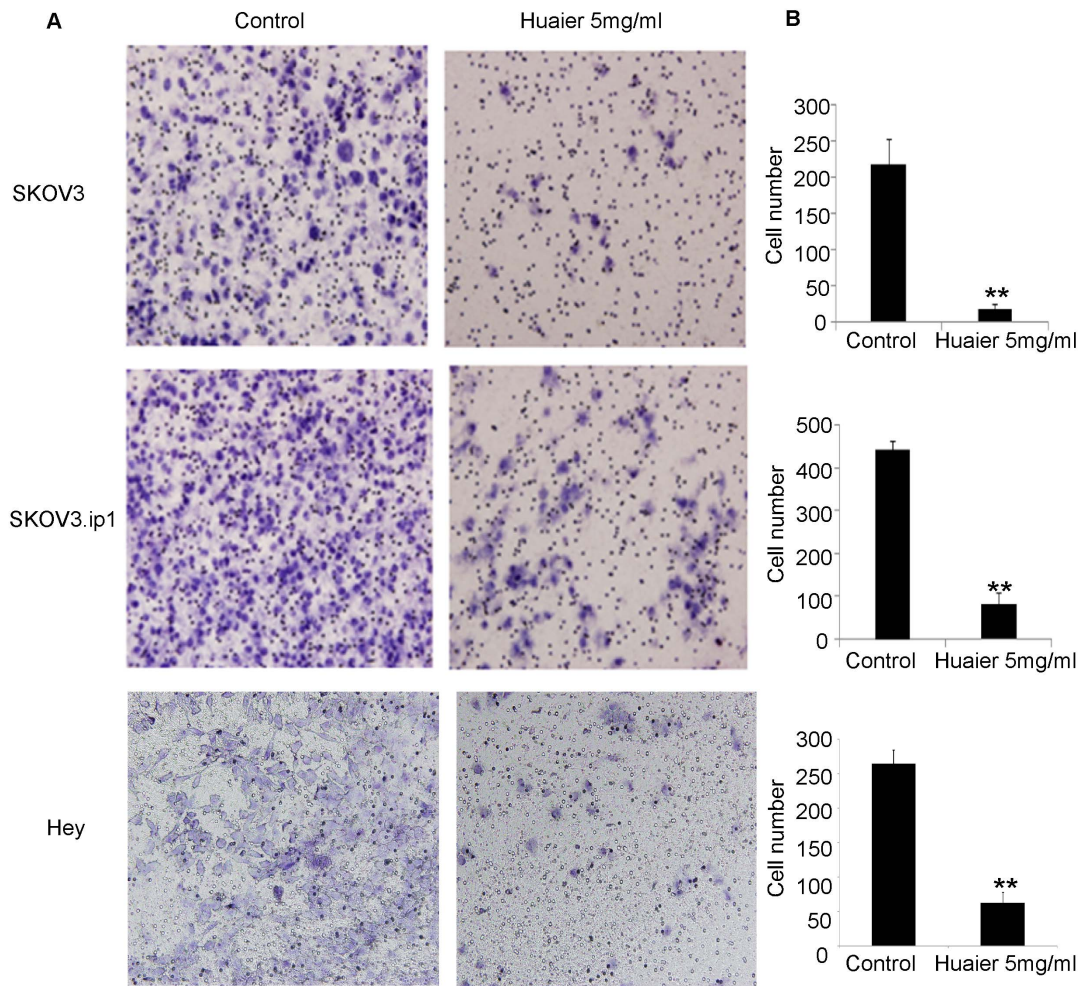 A
Control
Huaier 5mg/ml
B
SKOV3
Cell number
300
250
200
150
100
50
0
**
Control
Huaier 5mg/ml
SKOV3.ip1
Cell number
500
400
300
200
100
0
**
Control
Huaier 5mg/ml
Hey
Cell number
300
250
200
150
100
50
0
**
Control
Huaier 5mg/ml